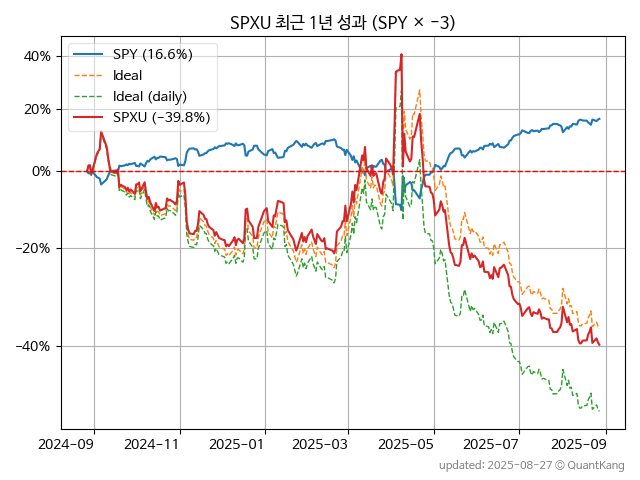 SPXU 최근 1년 성과 (SPY × −3)
SPY (16.6%)
Ideal
Ideal (daily)
SPXU (−39.8%)
40%
20%
0%
−20%
−40%
2024-09 2024-11 2025-01 2025-03 2025-05 2025-07 2025-09
updated: 2025-08-27 © QuantKang